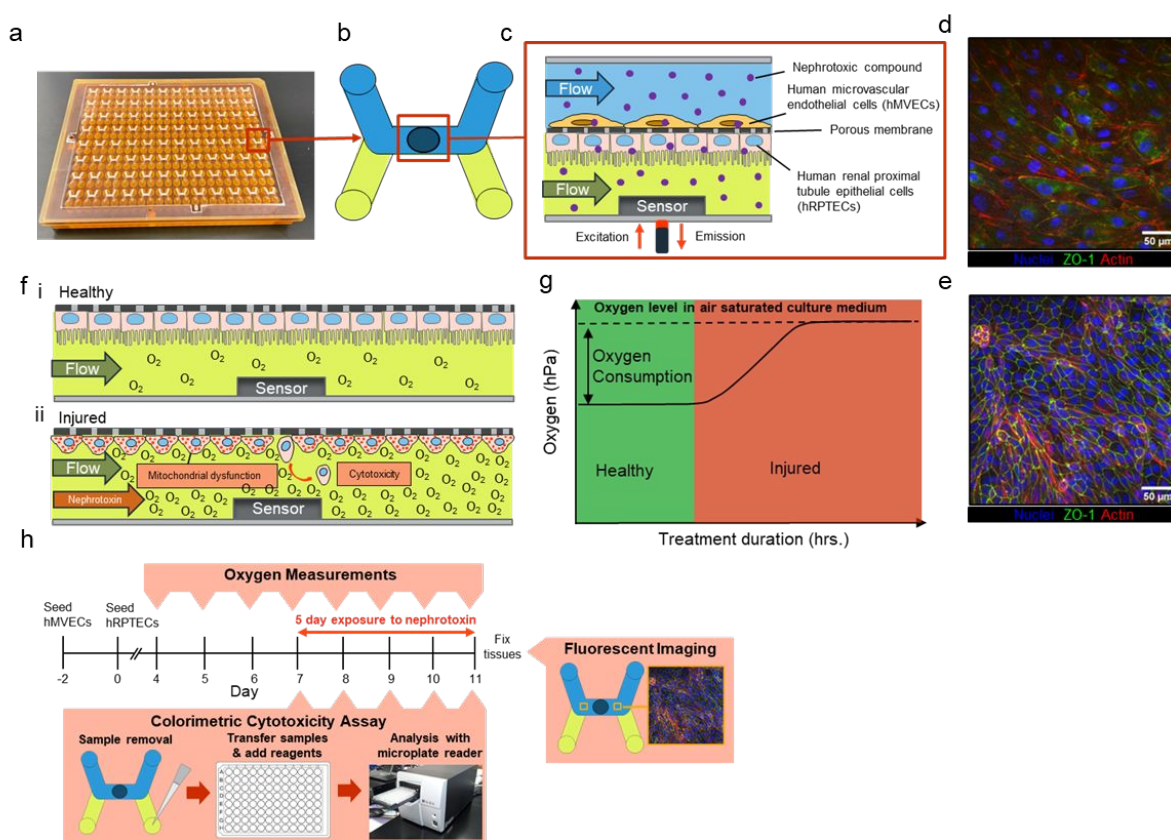 a
b
c
d
Flow
Flow
Sensor
Excitation
Emission
Nephrotoxic compound
Human microvascular
endothelial cells (hMVECs)
Porous membrane
Human renal proximal
tubule epithelial cells
(hRPTECs)
50 µm
Nuclei ZO-1 Actin
e
50 µm
Nuclei ZO-1 Actin
f
i Healthy
Flow
O2 O2 O2 O2 O2 O2 O2 O2 O2
Sensor
ii Injured
Flow
Mitochondrial dysfunction
Cytotoxicity
Nephrotoxin
Sensor
g
Oxygen level in air saturated culture medium
Oxygen
Consumption
Oxygen (hPa)
Healthy
Injured
Treatment duration (hrs.)
h
Oxygen Measurements
Seed
hMVECs
Seed
hRPTECs
5 day exposure to nephrotoxin
Fix
tissues
-2 0 4 5 6 7 8 9 10 11
Day
Colorimetric Cytotoxicity Assay
Sample removal
Transfer samples
& add reagents
Analysis with
microplate reader
A
B
C
D
E
F
G
H
Fluorescent Imaging